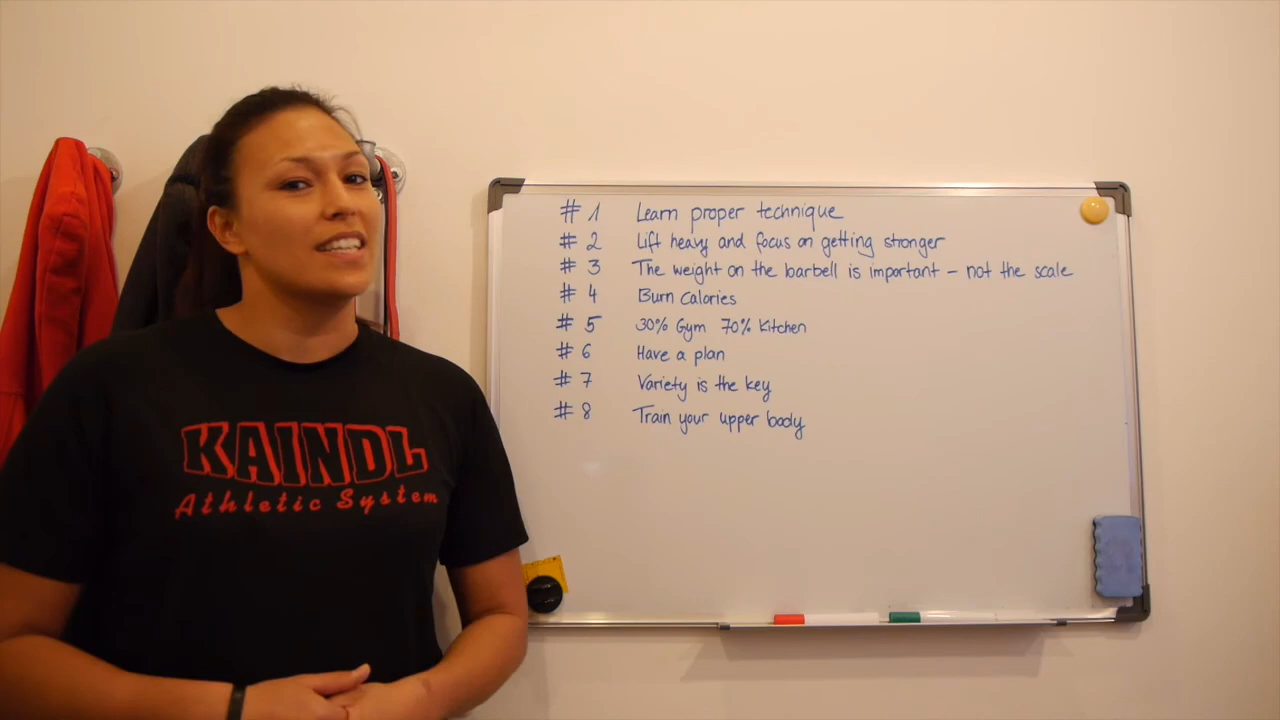 # 1 Learn proper technique
# 2 Lift heavy and focus on getting stronger
# 3 The weight on the barbell is important – not the scale
# 4 Burn Calories
# 5 30% Gym 70% Kitchen
# 6 Have a plan
# 7 Variety is the key
# 8 Train your upper body
KAINDL
Athletic System